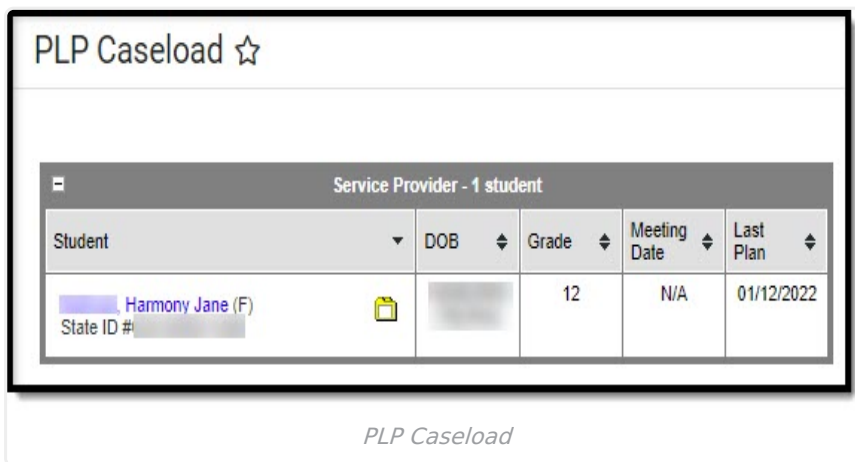 PLP Caseload
Service Provider - 1 student
Student DOB Grade Meeting Date Last Plan
, Harmony Jane (F) 12 N/A 01/12/2022
State ID #
PLP Caseload